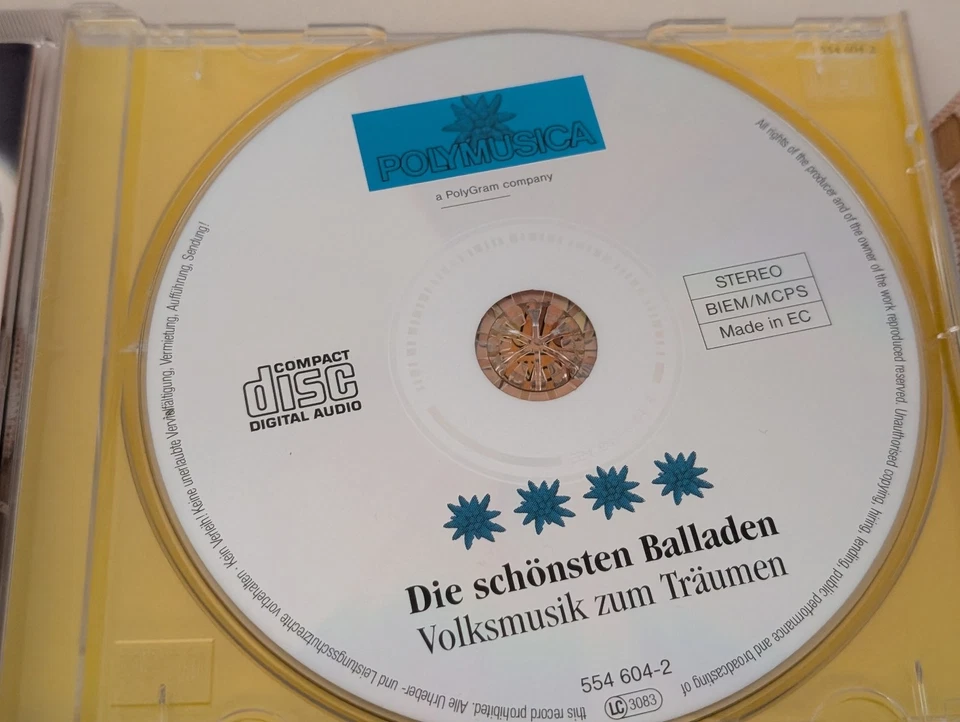 554 604-2
POLYMUSICA
a PolyGram company
STEREO
BIEM/MCPS
Made in EC
COMPACT
disc
DIGITAL AUDIO
Die schönsten Balladen
Volksmusik zum Träumen
554 604-2
LC 3083
All rights of the producer and of the owner of the work reproduced reserved. Unauthorised copying, hiring, lending, public performance and broadcasting of this record prohibited. Alle Urheber- und Leistungsschutzrechte vorbehalten - Kein Verleih! Keine unerlaubte Vervielfältigung, Vermietung, Aufführung, Sendung!